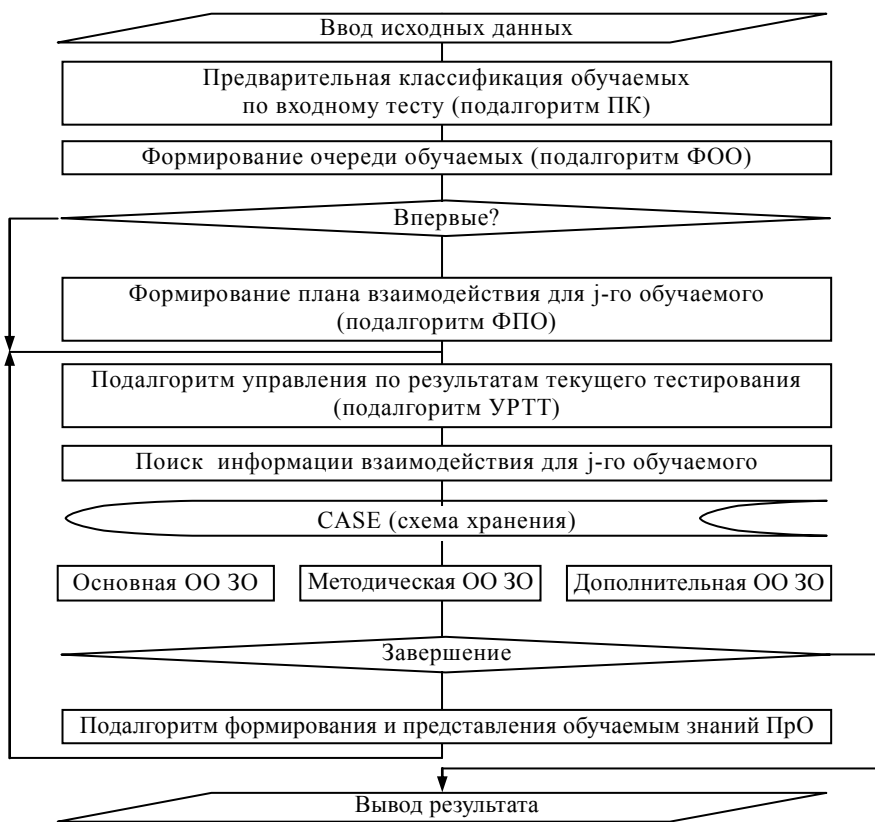 Ввод исходных данных
Предварительная классификация обучаемых
по входному тесту (подалгоритм ПК)
Формирование очереди обучаемых (подалгоритм ФОО)
Впервые?
Формирование плана взаимодействия для j-го обучаемого
(подалгоритм ФПО)
Подалгоритм управления по результатам текущего тестирования
(подалгоритм УРТТ)
Поиск информации взаимодействия для j-го обучаемого
CASE (схема хранения)
Основная ОО ЗО
Методическая ОО ЗО
Дополнительная ОО ЗО
Завершение
Подалгоритм формирования и представления обучаемым знаний ПрО
Вывод результата